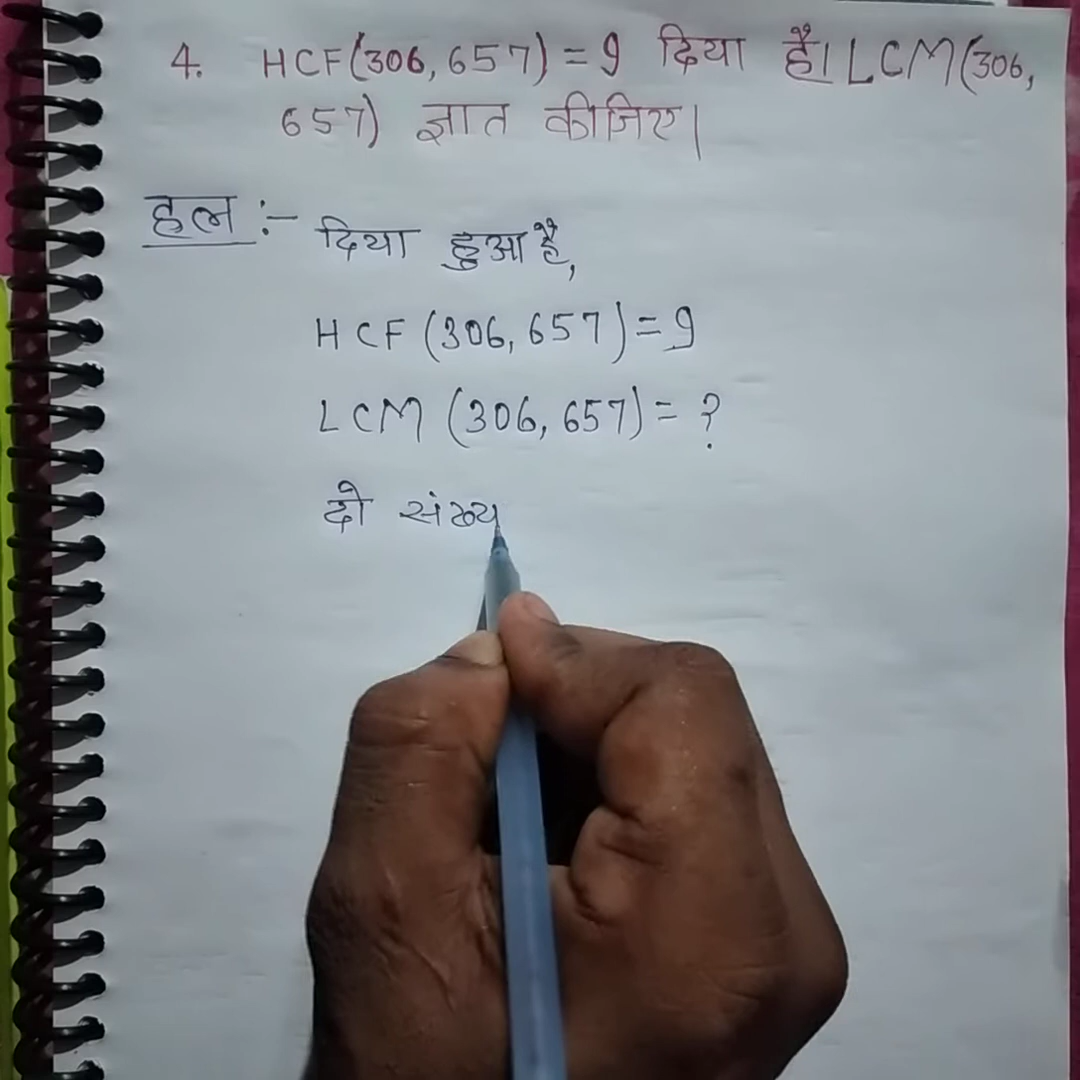 4. HCF(306,657)=9 दिया है। LCM(306,
657) ज्ञात कीजिए।
हल :- दिया हुआ है,
HCF (306, 657)=9
LCM (306, 657)= ?
दो संख्य